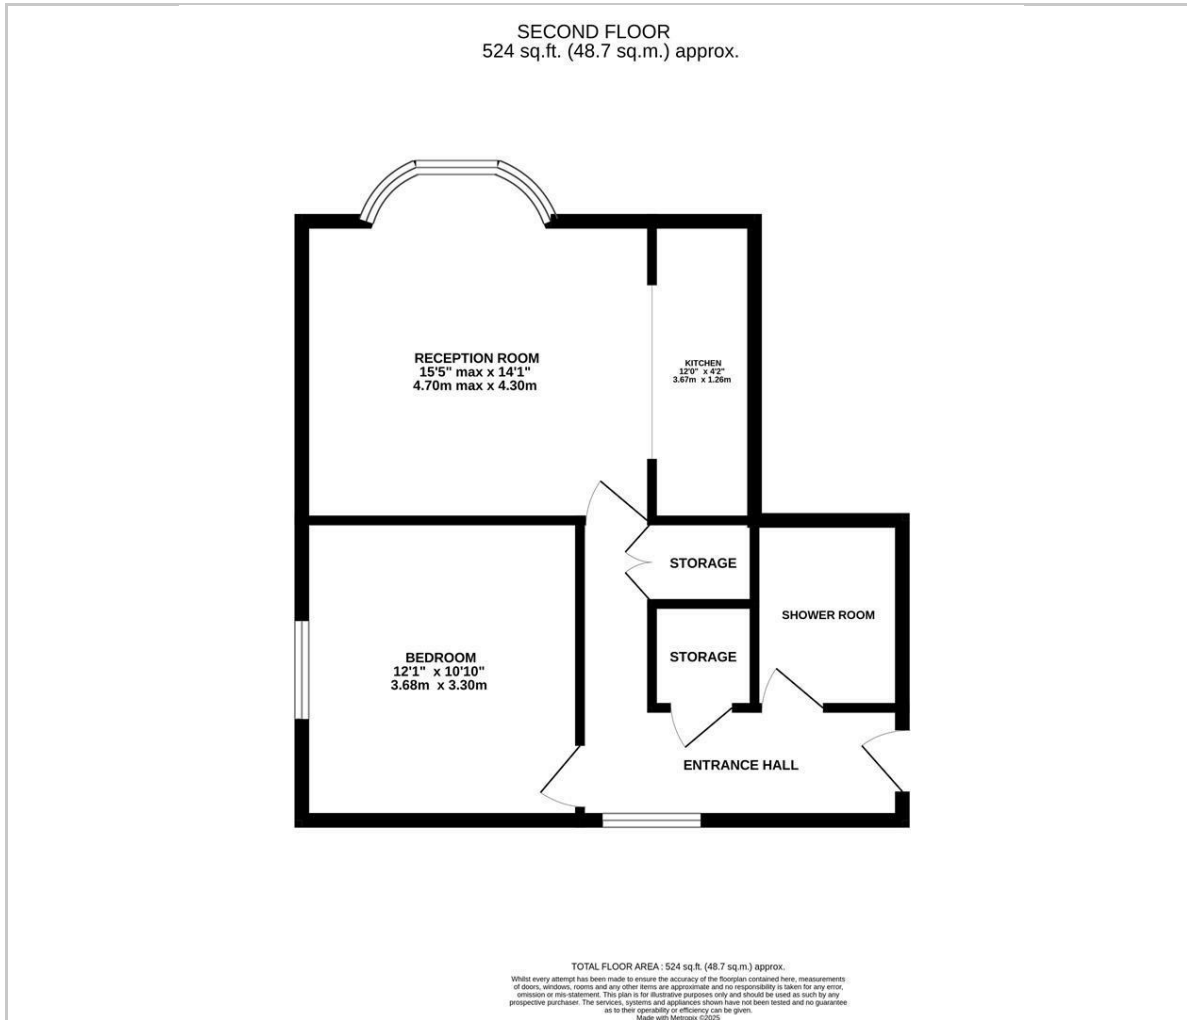 SECOND FLOOR
524 sq.ft. (48.7 sq.m.) approx.
RECEPTION ROOM
15'5" max x 14'1"
4.70m max x 4.30m
KITCHEN
12'0" x 4'2"
3.67m x 1.26m
STORAGE
SHOWER ROOM
BEDROOM
12'1" x 10'10"
3.68m x 3.30m
STORAGE
ENTRANCE HALL
TOTAL FLOOR AREA : 524 sq.ft. (48.7 sq.m.) approx.
Whilst every attempt has been made to ensure the accuracy of the floorplan contained here, measurements
of doors, windows, rooms and any other items are approximate and no responsibility is taken for any error,
omission or mis-statement. This plan is for illustrative purposes only and should be used as such by any
prospective purchaser. The services, systems and appliances shown have not been tested and no guarantee
as to their operability or efficiency can be given.
Made with Metropix ©2025